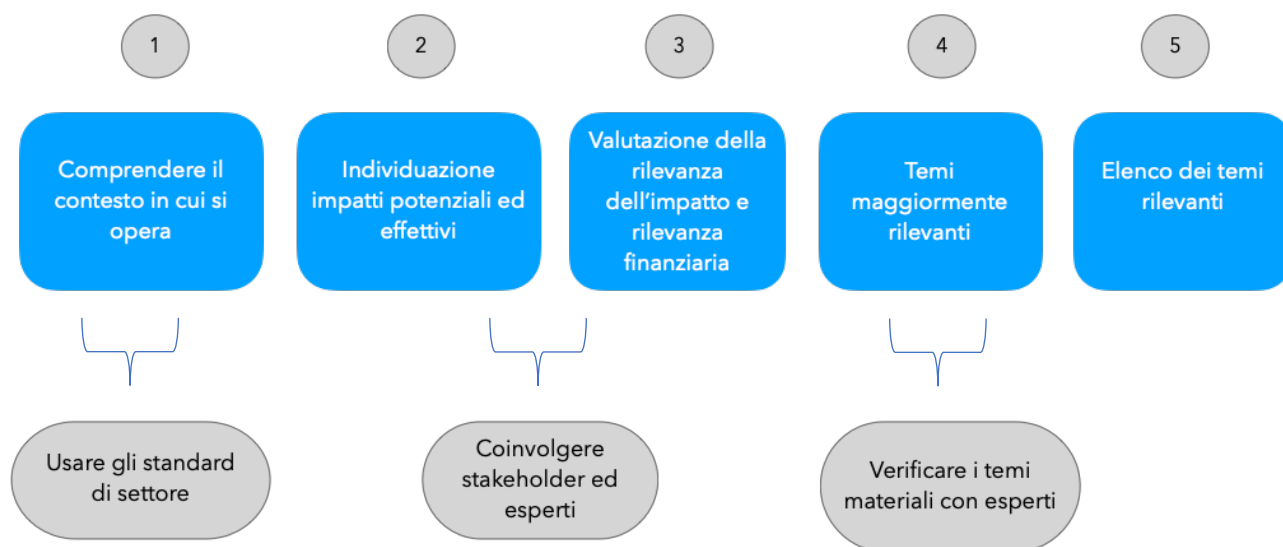 1
2
3
4
5
Comprendere il
contesto in cui si
opera
Individuazione
impatti potenziali ed
effettivi
Valutazione della
rilevanza
dell'impatto e
rilevanza
finanziaria
Temi
maggiormente
rilevanti
Elenco dei temi
rilevanti
Usare gli standard
di settore
Coinvolgere
stakeholder ed
esperti
Verificare i temi
materiali con esperti